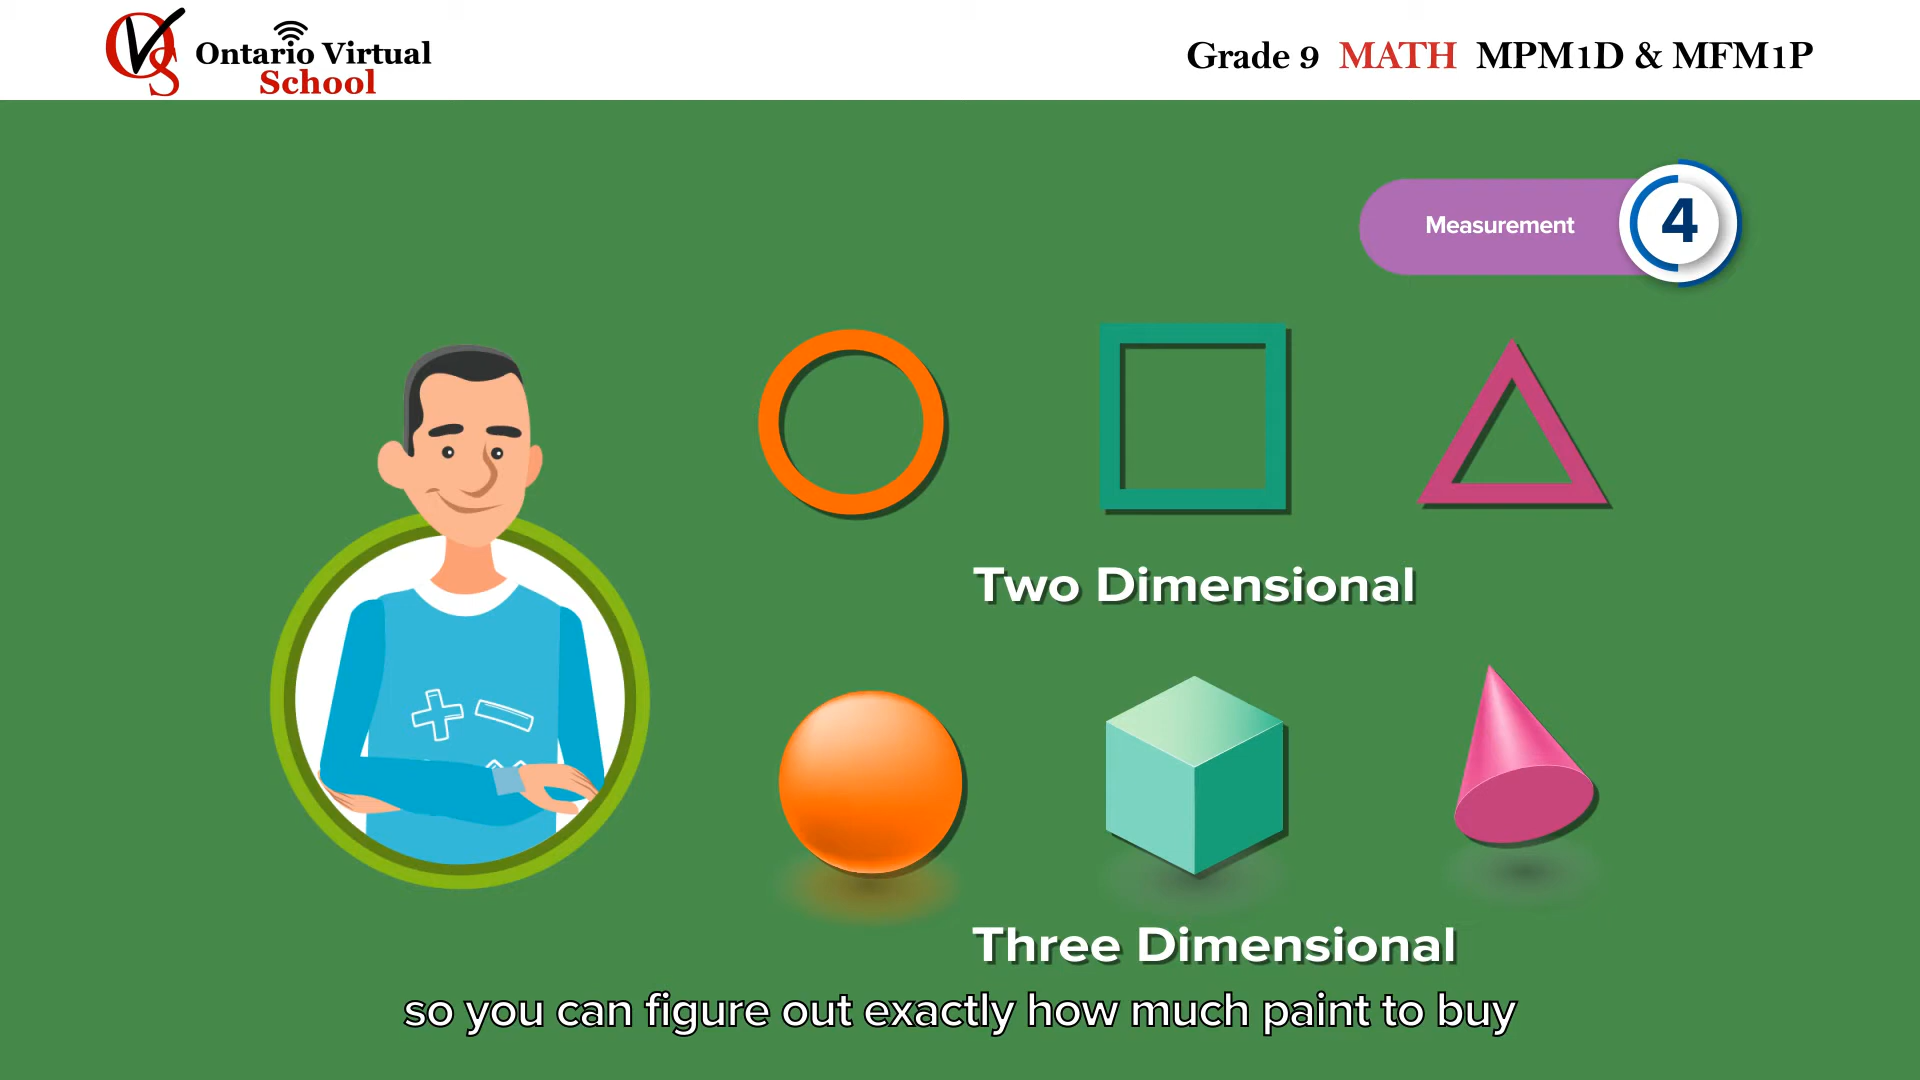 OVS
Ontario Virtual
School
Grade 9 MATH MPM1D & MFM1P
Measurement
4
Two Dimensional
Three Dimensional
so you can figure out exactly how much paint to buy